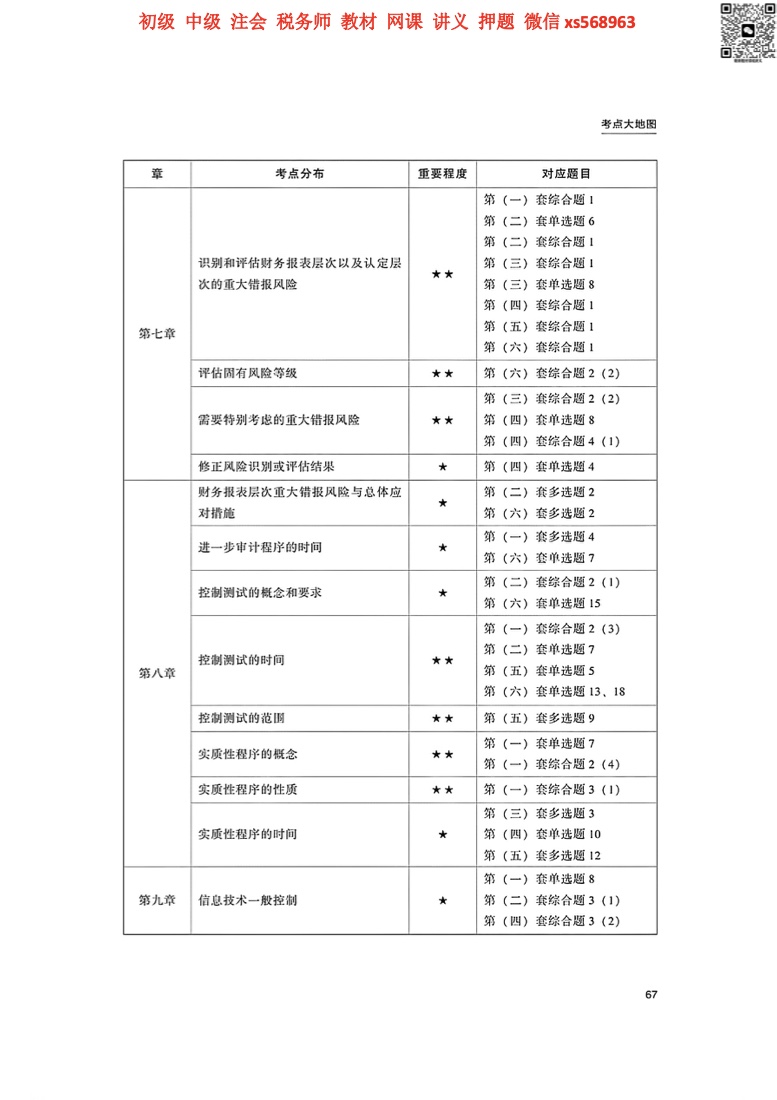 初级 中级 注会 税务师 教材 网课 讲义 押题 微信 xs568963
考点大地图
章 考点分布 重要程度 对应题目
第七章
识别和评估财务报表层次以及认定层
次的重大错报风险
★★
第（一）套综合题 1
第（二）套单选题 6
第（二）套综合题 1
第（三）套综合题 1
第（三）套单选题 8
第（四）套综合题 1
第（五）套综合题 1
第（六）套综合题 1
评估固有风险等级 ★★ 第（六）套综合题 2（2）
需要特别考虑的重大错报风险 ★★
第（三）套综合题 2（2）
第（四）套单选题 8
第（四）套综合题 4（1）
修正风险识别或评估结果 ★ 第（四）套单选题 4
第八章
财务报表层次重大错报风险与总体应
对措施
★
第（二）套多选题 2
第（六）套多选题 2
进一步审计程序的时间 ★
第（一）套多选题 4
第（六）套单选题 7
控制测试的概念和要求 ★
第（二）套综合题 2（1）
第（六）套单选题 15
控制测试的时间 ★★
第（一）套综合题 2（3）
第（二）套单选题 7
第（五）套单选题 5
第（六）套单选题 13、18
控制测试的范围 ★★ 第（五）套多选题 9
实质性程序的概念 ★★
第（一）套单选题 7
第（一）套综合题 2（4）
实质性程序的性质 ★★ 第（一）套综合题 3（1）
实质性程序的时间 ★
第（三）套多选题 3
第（四）套单选题 10
第（五）套多选题 12
第九章 信息技术一般控制 ★
第（一）套单选题 8
第（二）套综合题 3（1）
第（四）套综合题 3（2）
67